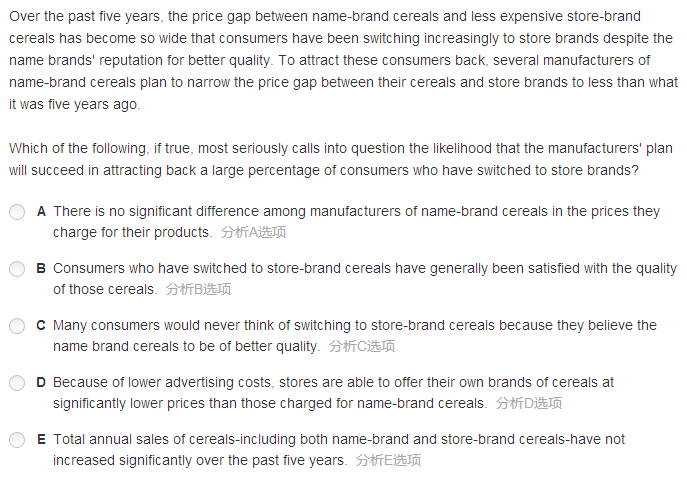 Over the past five years, the price gap between name-brand cereals and less expensive store-brand
cereals has become so wide that consumers have been switching increasingly to store brands despite the
name brands' reputation for better quality. To attract these consumers back, several manufacturers of
name-brand cereals plan to narrow the price gap between their cereals and store brands to less than what
it was five years ago.
Which of the following, if true, most seriously calls into question the likelihood that the manufacturers' plan
will succeed in attracting back a large percentage of consumers who have switched to store brands?
A There is no significant difference among manufacturers of name-brand cereals in the prices they
charge for their products. 分析A选项
B Consumers who have switched to store-brand cereals have generally been satisfied with the quality
of those cereals. 分析B选项
C Many consumers would never think of switching to store-brand cereals because they believe the
name brand cereals to be of better quality. 分析C选项
D Because of lower advertising costs, stores are able to offer their own brands of cereals at
significantly lower prices than those charged for name-brand cereals. 分析D选项
E Total annual sales of cereals-including both name-brand and store-brand cereals-have not
increased significantly over the past five years. 分析E选项